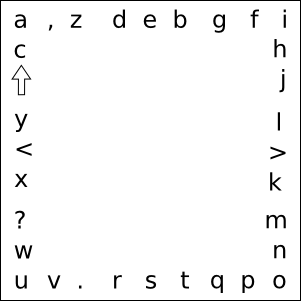 a , z d e b g f i
c h
⇧ j
y l
< >
x k
? m
w n
u v . r s t q p o